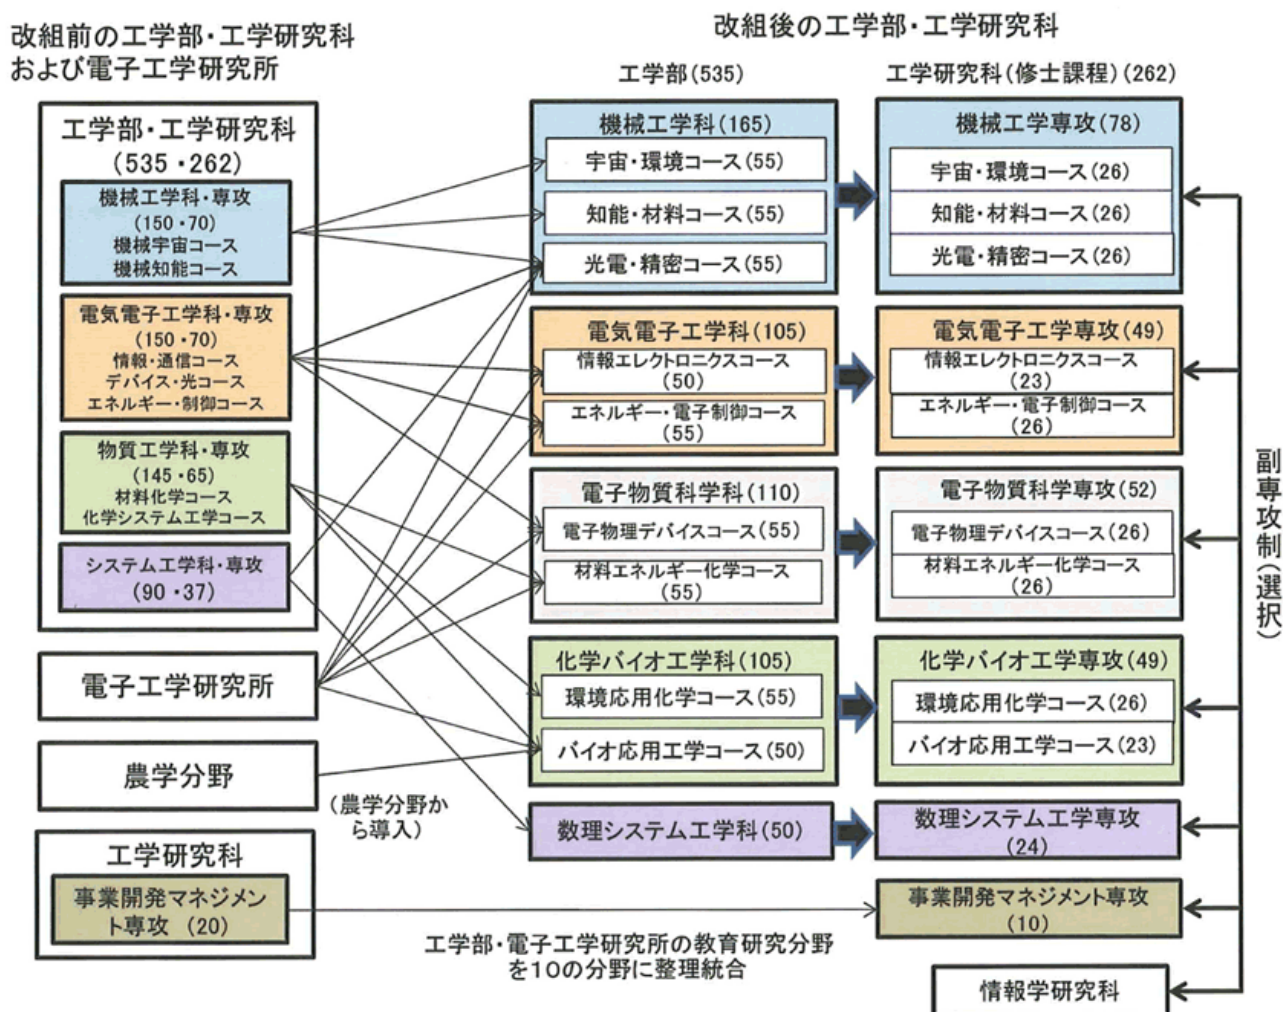 改組前の工学部・工学研究科
および電子工学研究所
工学部・工学研究科
(535・262)
機械工学科・専攻
(150・70)
機械宇宙コース
機械知能コース
電気電子工学科・専攻
(150・70)
情報・通信コース
デバイス・光コース
エネルギー・制御コース
物質工学科・専攻
(145・65)
材料化学コース
化学システム工学コース
システム工学科・専攻
(90・37)
電子工学研究所
農学分野
(農学分野か
ら導入)
工学研究科
事業開発マネジメン
ト専攻 (20)
改組後の工学部・工学研究科
工学部(535)
機械工学科(165)
宇宙・環境コース(55)
知能・材料コース(55)
光電・精密コース(55)
電気電子工学科(105)
情報エレクトロニクスコース
(50)
エネルギー・電子制御コース
(55)
電子物質科学科(110)
電子物理デバイスコース(55)
材料エネルギー化学コース
(55)
化学バイオ工学科(105)
環境応用化学コース(55)
バイオ応用工学コース(50)
数理システム工学科(50)
工学研究科(修士課程)(262)
機械工学専攻(78)
宇宙・環境コース(26)
知能・材料コース(26)
光電・精密コース(26)
電気電子工学専攻(49)
情報エレクトロニクスコース
(23)
エネルギー・電子制御コース
(26)
電子物質科学専攻(52)
電子物理デバイスコース(26)
材料エネルギー化学コース
(26)
化学バイオ工学専攻(49)
環境応用化学コース(26)
バイオ応用工学コース(23)
数理システム工学専攻
(24)
事業開発マネジメント専攻
(10)
情報学研究科
副専攻制(選択)
工学部・電子工学研究所の教育研究分野
を10の分野に整理統合